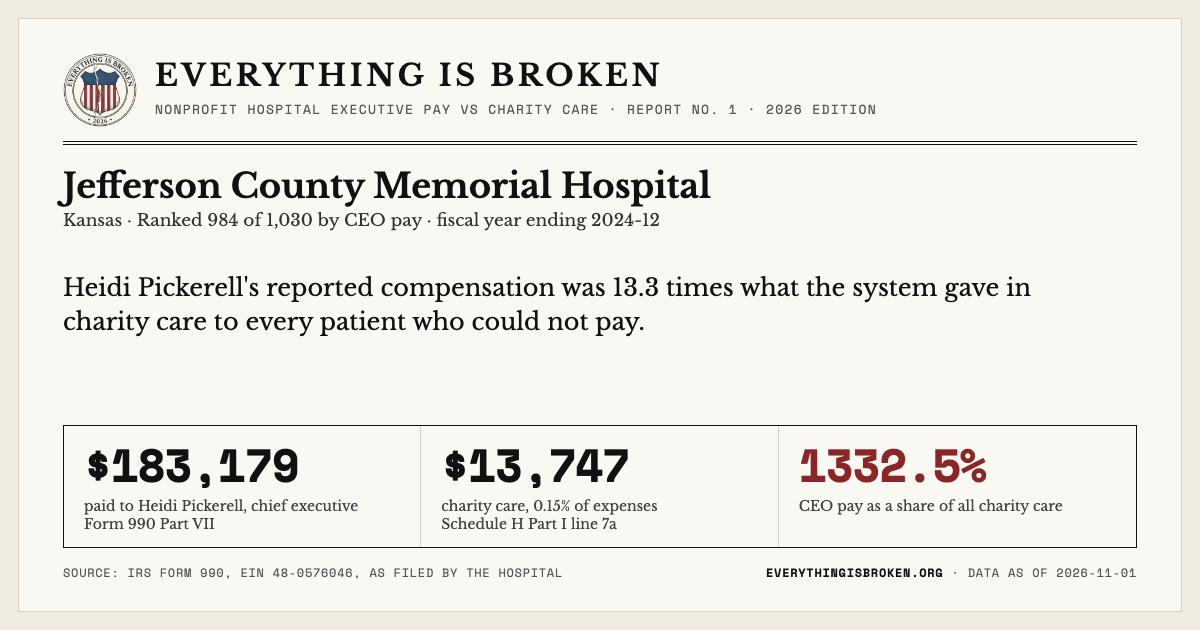 EVERYTHING IS BROKEN
2026
EVERYTHING IS BROKEN
NONPROFIT HOSPITAL EXECUTIVE PAY VS CHARITY CARE · REPORT NO. 1 · 2026 EDITION
Jefferson County Memorial Hospital
Kansas · Ranked 984 of 1,030 by CEO pay · fiscal year ending 2024-12
Heidi Pickerell's reported compensation was 13.3 times what the system gave in
charity care to every patient who could not pay.
$183,179
paid to Heidi Pickerell, chief executive
Form 990 Part VII
$13,747
charity care, 0.15% of expenses
Schedule H Part I line 7a
1332.5%
CEO pay as a share of all charity care
SOURCE: IRS FORM 990, EIN 48-0576046, AS FILED BY THE HOSPITAL
EVERYTHINGISBROKEN.ORG · DATA AS OF 2026-11-01